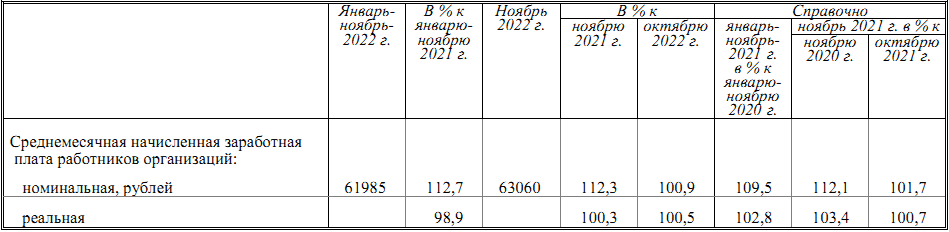 Январь-ноябрь- 2022 г.
В % к январю-ноябрю 2021 г.
Ноябрь 2022 г.
В % к
ноябрю 2021 г.
октябрю 2022 г.
Справочно
январь-ноябрь- 2021 г. в % к январю-ноябрю 2020 г.
ноябрь 2021 г. в % к
ноябрю 2020 г.
октябрю 2021 г.
Среднемесячная начисленная заработная
плата работников организаций:
номинальная, рублей 61985 112,7 63060 112,3 100,9 109,5 112,1 101,7
реальная 98,9 100,3 100,5 102,8 103,4 100,7